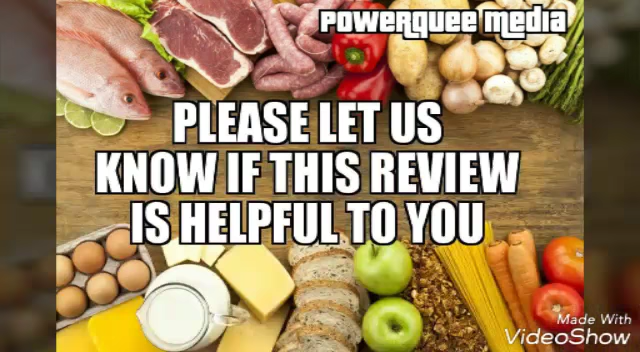 POWERQUEE MEDIA
PLEASE LET US
KNOW IF THIS REVIEW
IS HELPFUL TO YOU
Made With
VideoShow